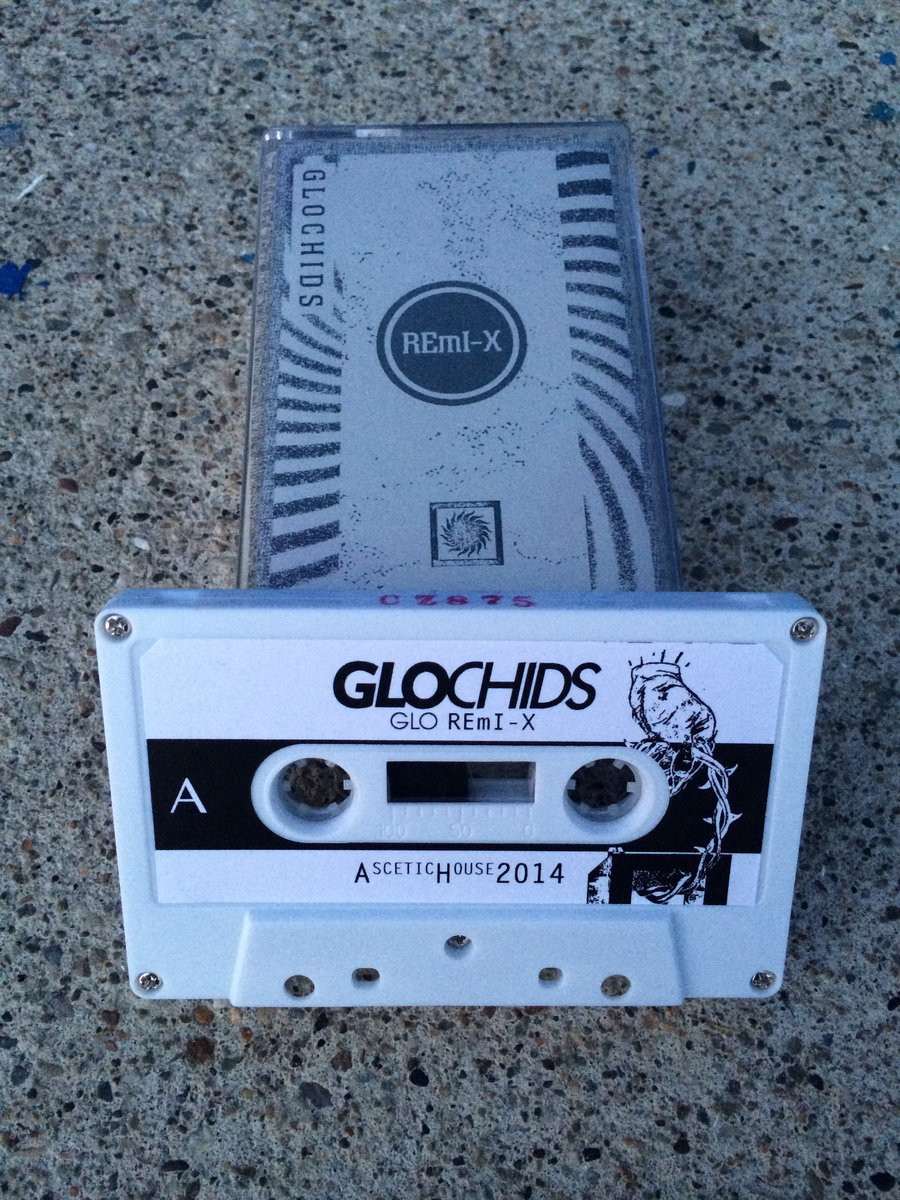 GLOCHIDS
REmI-X
CZ875
GLOCHIDS
GLO REmI-X
A
100 50 0
AsceticHouse2014